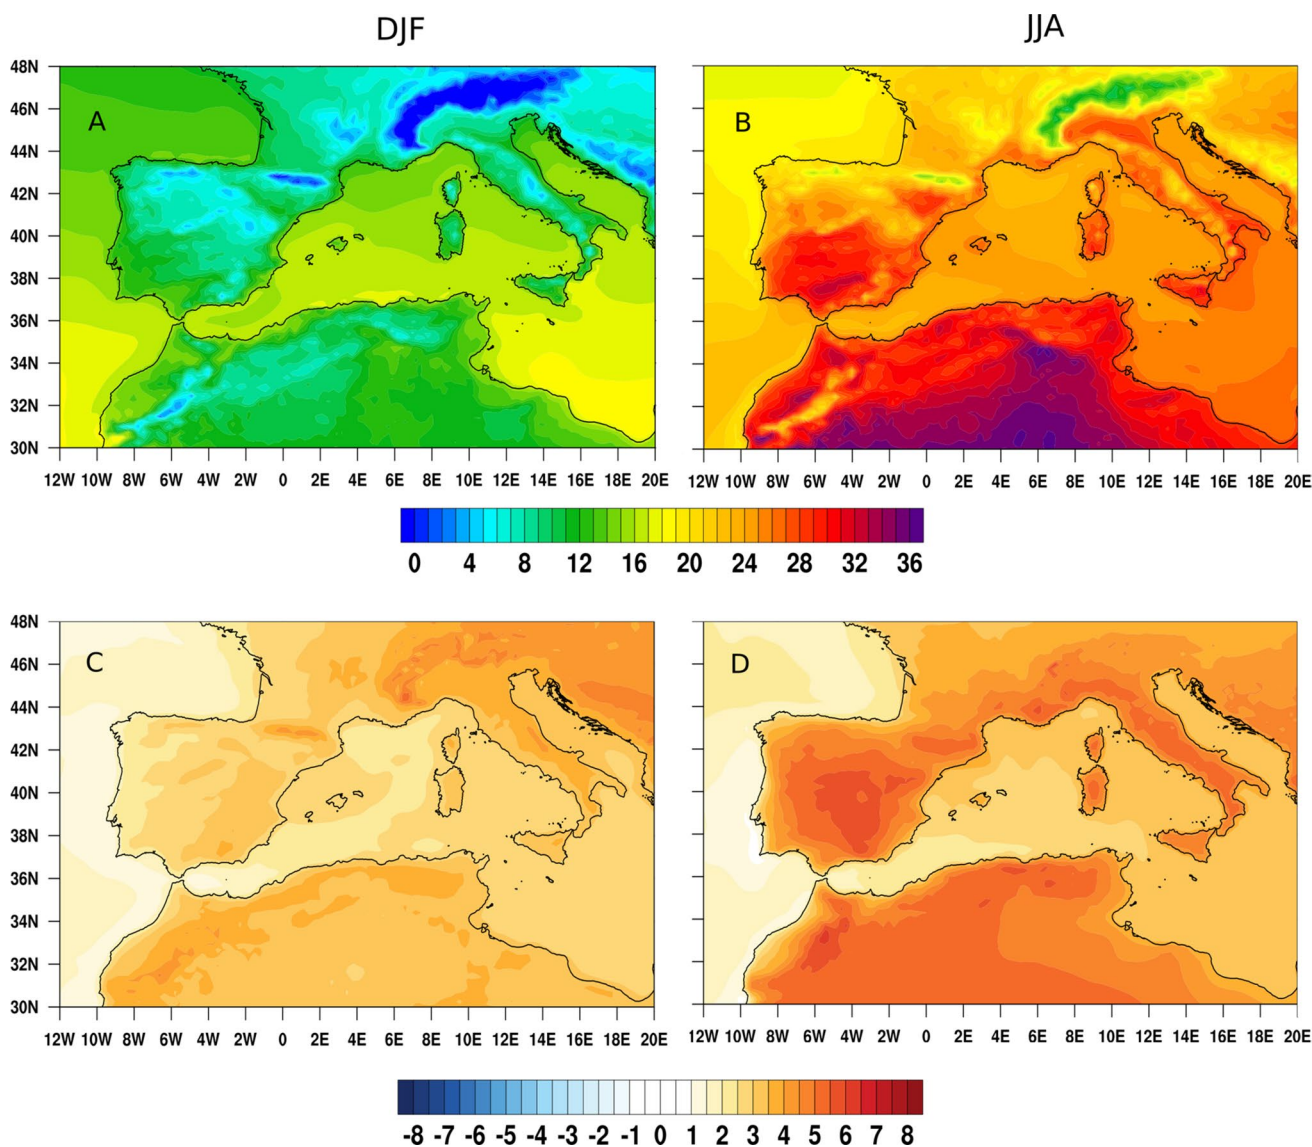 DJF
JJA
48N
46N
44N
42N
40N
38N
36N
34N
32N
30N
A
B
12W 10W 8W 6W 4W 2W 0 2E 4E 6E 8E 10E 12E 14E 16E 18E 20E
12W 10W 8W 6W 4W 2W 0 2E 4E 6E 8E 10E 12E 14E 16E 18E 20E
0 4 8 12 16 20 24 28 32 36
48N
46N
44N
42N
40N
38N
36N
34N
32N
30N
C
D
12W 10W 8W 6W 4W 2W 0 2E 4E 6E 8E 10E 12E 14E 16E 18E 20E
12W 10W 8W 6W 4W 2W 0 2E 4E 6E 8E 10E 12E 14E 16E 18E 20E
-8 -7 -6 -5 -4 -3 -2 -1 0 1 2 3 4 5 6 7 8